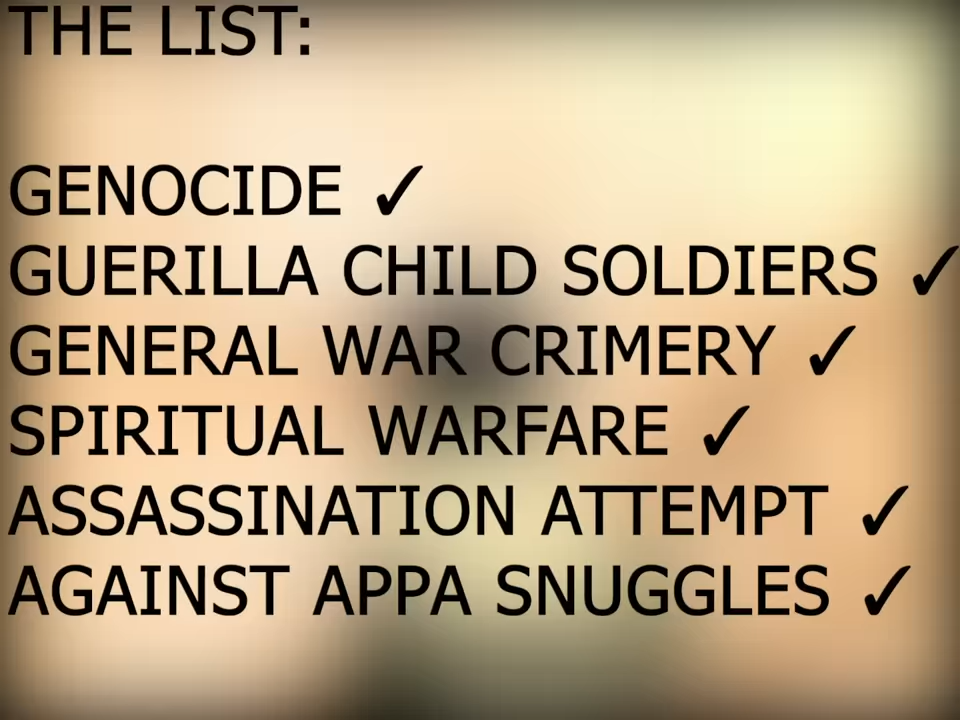 THE LIST:
GENOCIDE ✓
GUERILLA CHILD SOLDIERS ✓
GENERAL WAR CRIMERY ✓
SPIRITUAL WARFARE ✓
ASSASSINATION ATTEMPT ✓
AGAINST APPA SNUGGLES ✓